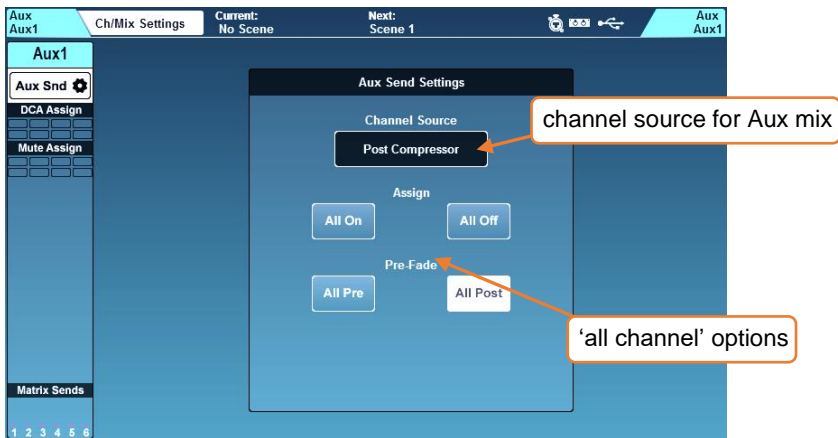 Aux
Aux1
Ch/Mix Settings
Current:
No Scene
Next:
Scene 1
Aux
Aux1
Aux1
Aux Snd
DCA Assign
Mute Assign
Matrix Sends
1 2 3 4 5 6
Aux Send Settings
Channel Source
Post Compressor
channel source for Aux mix
Assign
All On
All Off
Pre-Fade
All Pre
All Post
‘all channel’ options